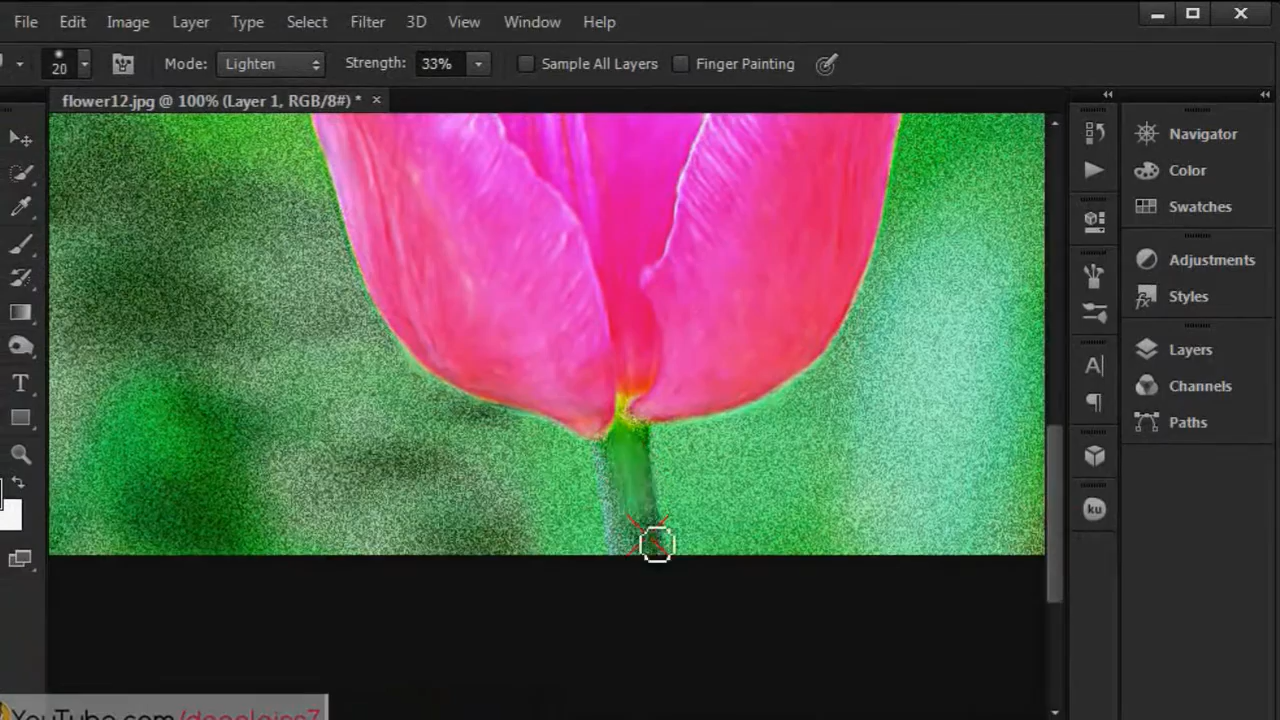 File Edit Image Layer Type Select Filter 3D View Window Help
20 Mode: Lighten Strength: 33% Sample All Layers Finger Painting
flower12.jpg @ 100% (Layer 1, RGB/8#) * ×
Navigator
Color
Swatches
Adjustments
Styles
Layers
Channels
Paths
ku
YouTube.com/